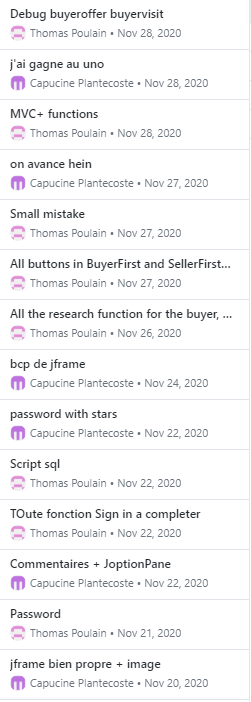 Debug buyeroffer buyervisit
Thomas Poulain • Nov 28, 2020
j'ai gagne au uno
Capucine Plantecoste • Nov 28, 2020
MVC+ functions
Thomas Poulain • Nov 28, 2020
on avance hein
Capucine Plantecoste • Nov 27, 2020
Small mistake
Thomas Poulain • Nov 27, 2020
All buttons in BuyerFirst and SellerFirst...
Thomas Poulain • Nov 27, 2020
All the research function for the buyer, ...
Thomas Poulain • Nov 26, 2020
bcp de jframe
Capucine Plantecoste • Nov 24, 2020
password with stars
Capucine Plantecoste • Nov 22, 2020
Script sql
Thomas Poulain • Nov 22, 2020
TOute fonction Sign in a completer
Thomas Poulain • Nov 22, 2020
Commentaires + JoptionPane
Capucine Plantecoste • Nov 22, 2020
Password
Thomas Poulain • Nov 21, 2020
jframe bien propre + image
Capucine Plantecoste • Nov 20, 2020